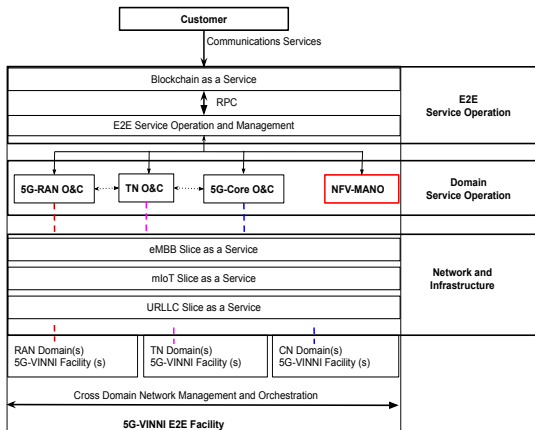 Customer
Communications Services
Blockchain as a Service
RPC
E2E Service Operation and Management
E2E
Service Operation
5G-RAN O&C
TN O&C
5G-Core O&C
NFV-MANO
Domain
Service Operation
eMBB Slice as a Service
mIoT Slice as a Service
URLLC Slice as a Service
Network and
Infrastructure
RAN Domain(s)
5G-VINNI Facility (s)
TN Domain(s)
5G-VINNI Facility (s)
CN Domain(s)
5G-VINNI Facility (s)
Cross Domain Network Management and Orchestration
5G-VINNI E2E Facility